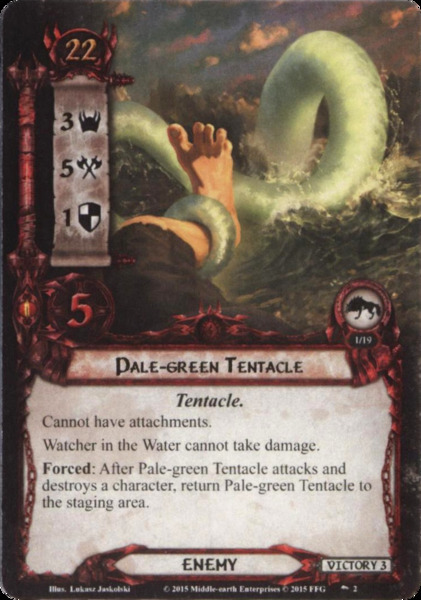 22
3
5
1
5
1/19
Pale-green Tentacle
Tentacle.
Cannot have attachments.
Watcher in the Water cannot take damage.
Forced: After Pale-green Tentacle attacks and
destroys a character, return Pale-green Tentacle to
the staging area.
ENEMY
VICTORY 3
Illus. Lukasz Jaskolski
© 2015 Middle-earth Enterprises © 2015 FFG
2